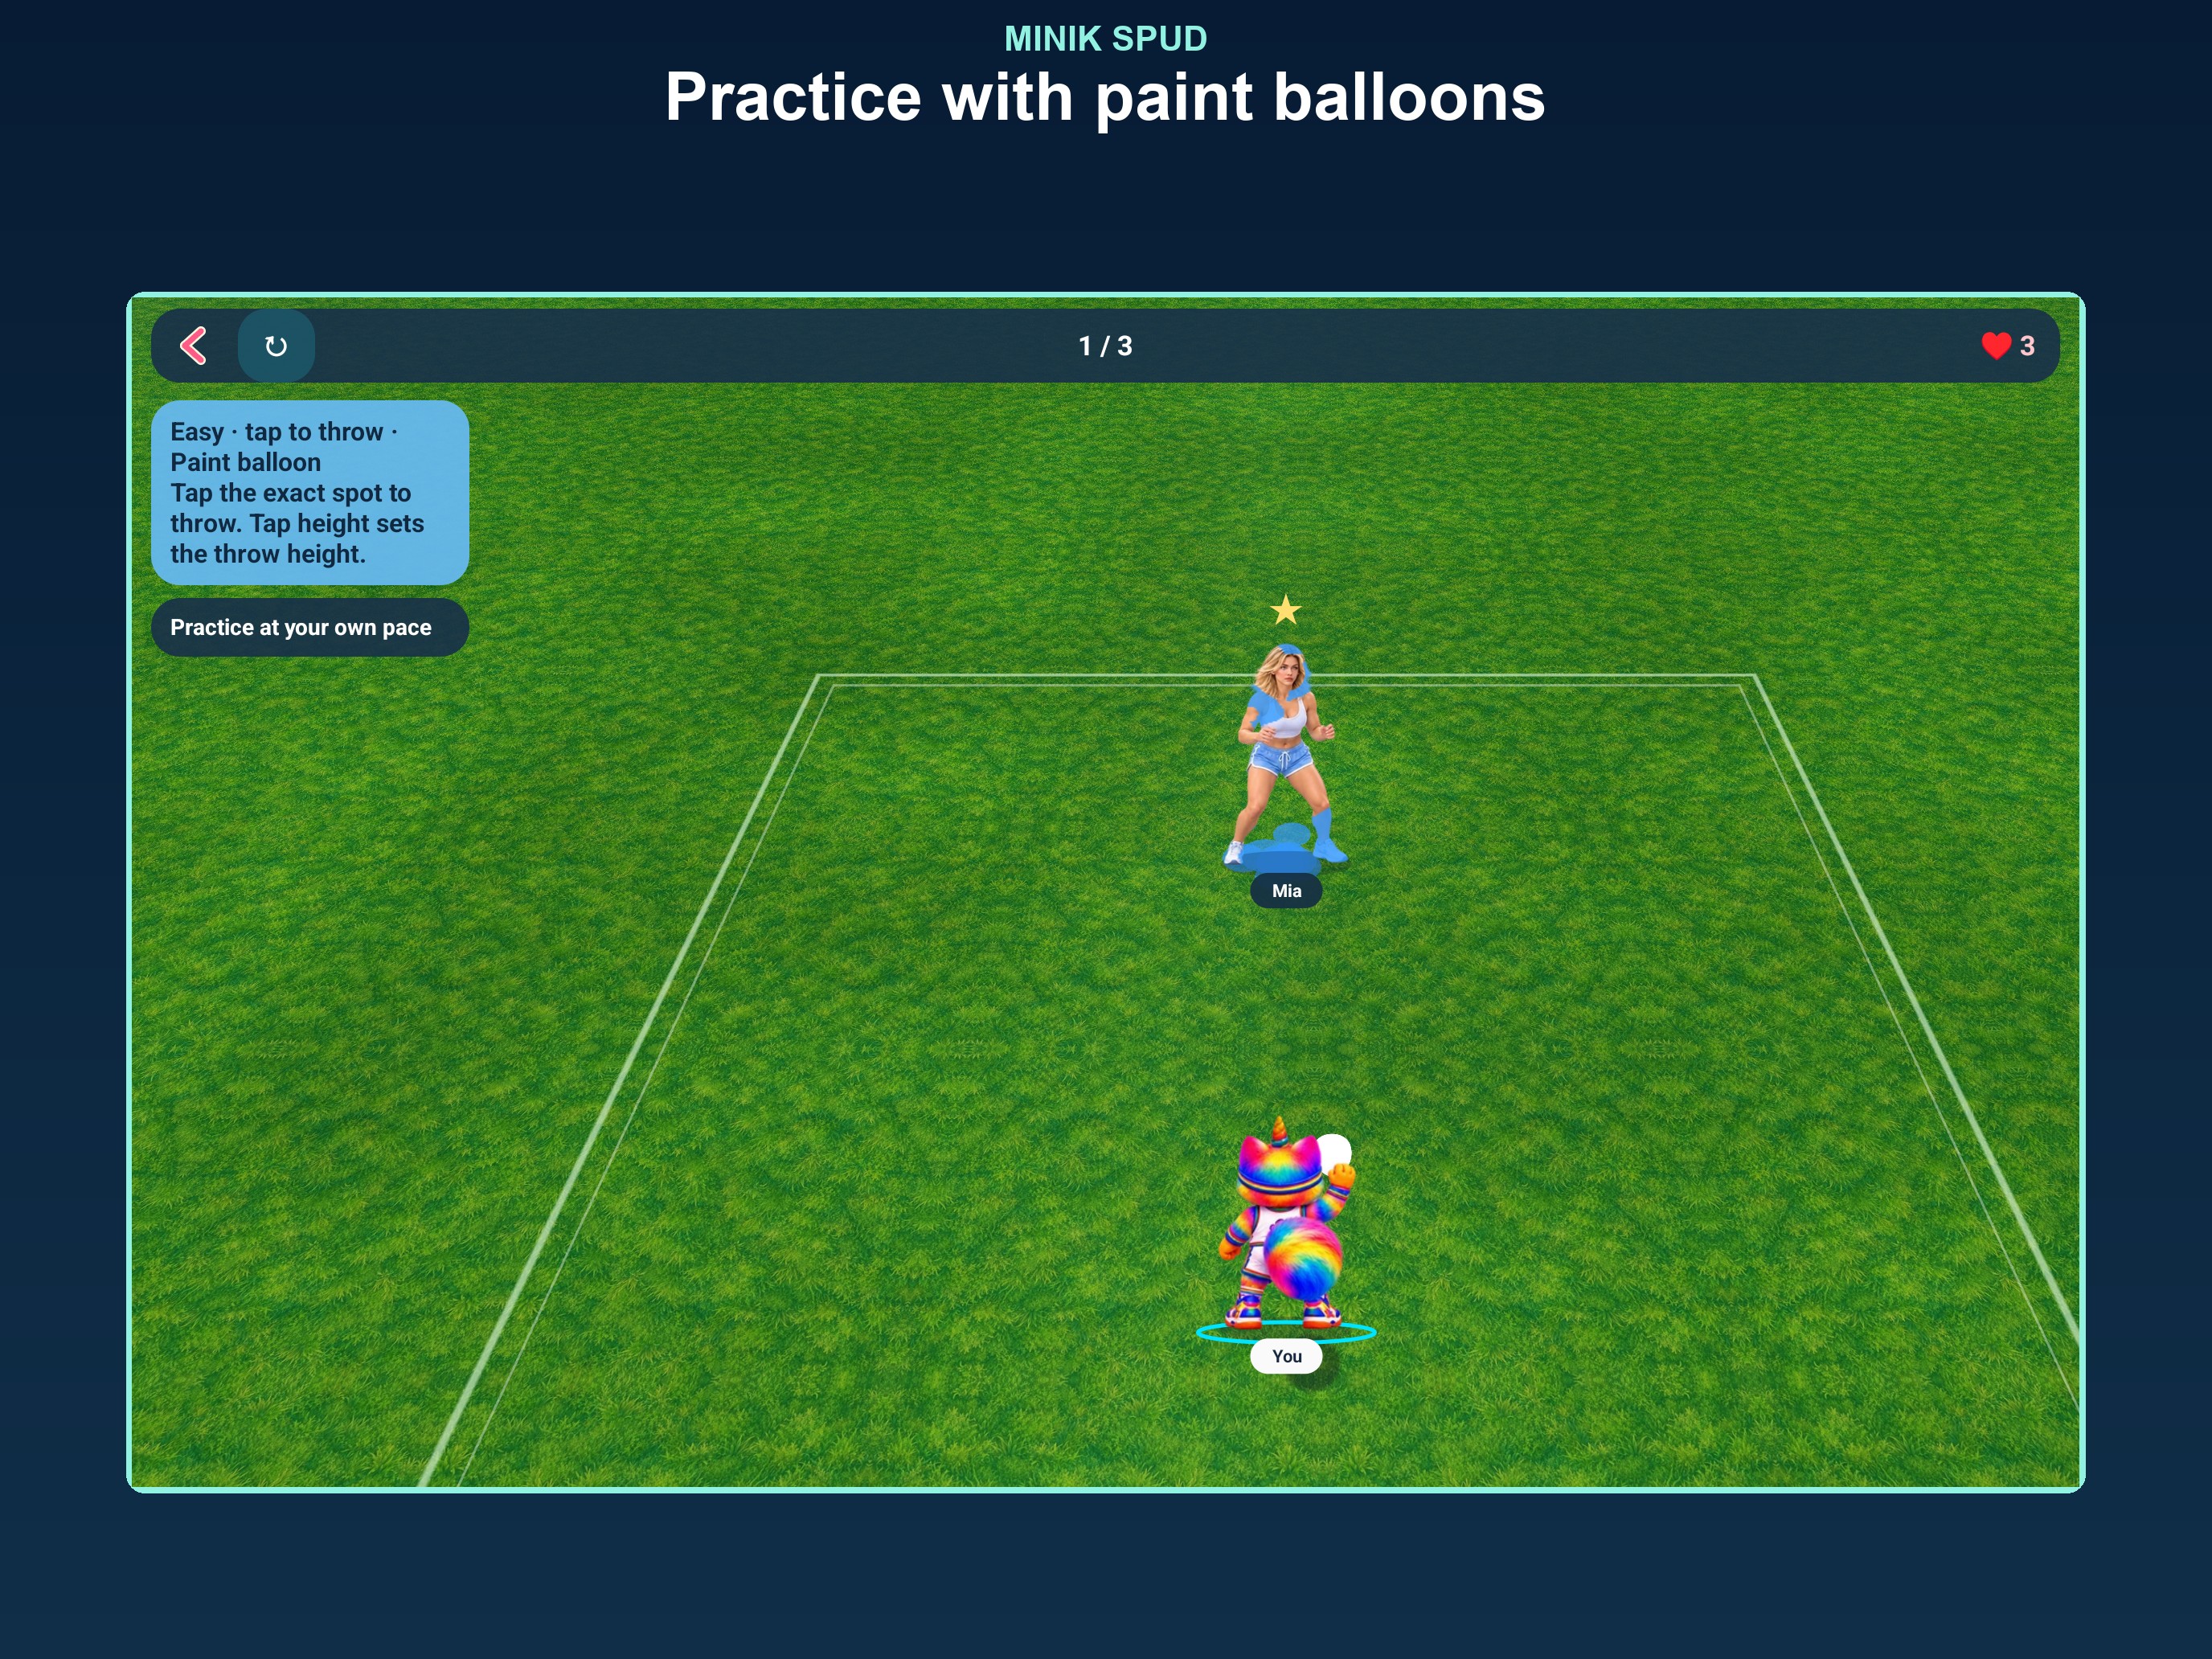 MINIK SPUD
Practice with paint balloons
↻
1 / 3
3
Easy · tap to throw ·
Paint balloon
Tap the exact spot to
throw. Tap height sets
the throw height.
Practice at your own pace
Mia
You